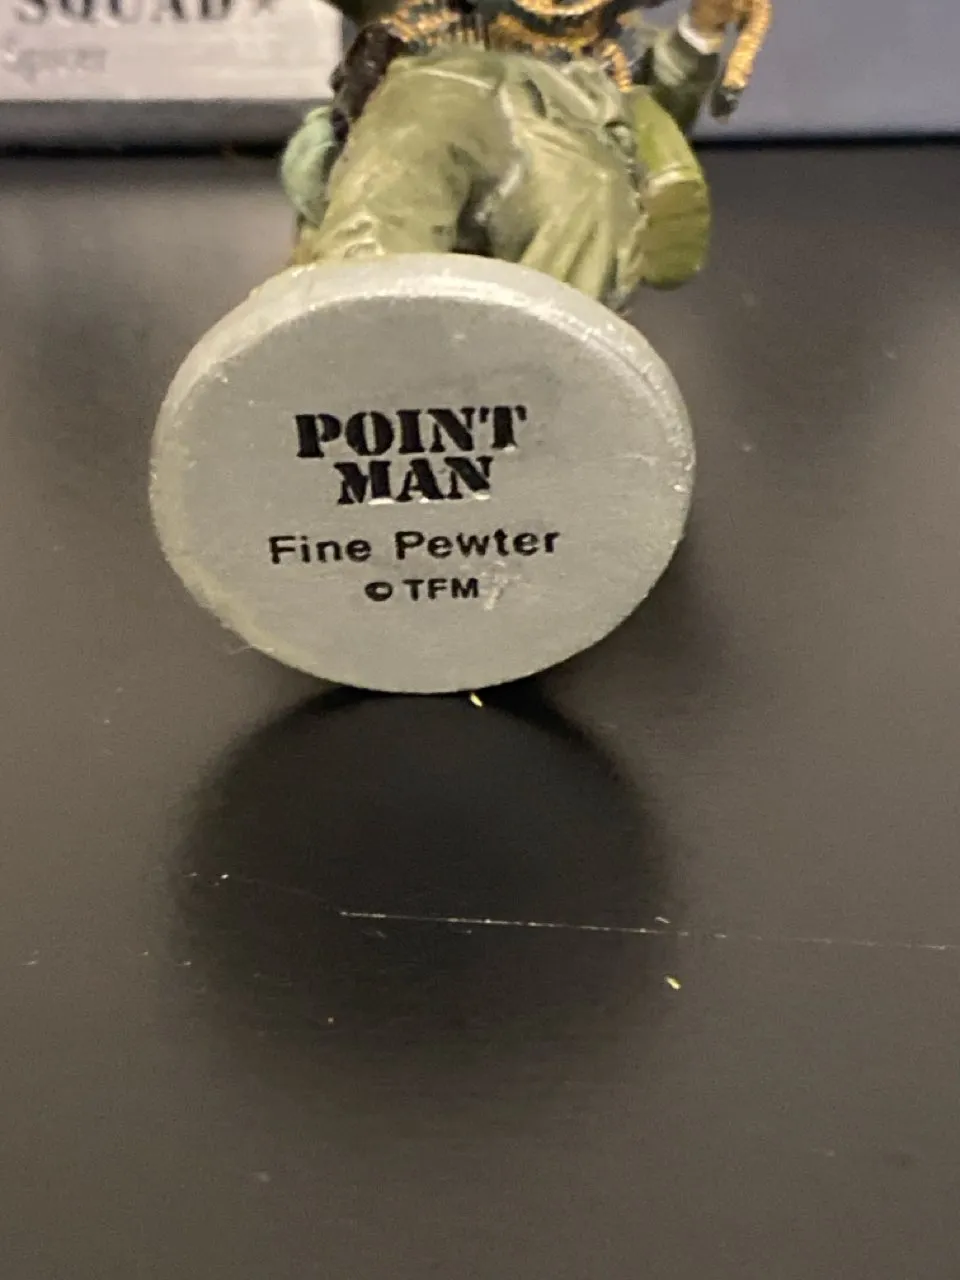 SQUAD
POINT
MAN
Fine Pewter
© TFM